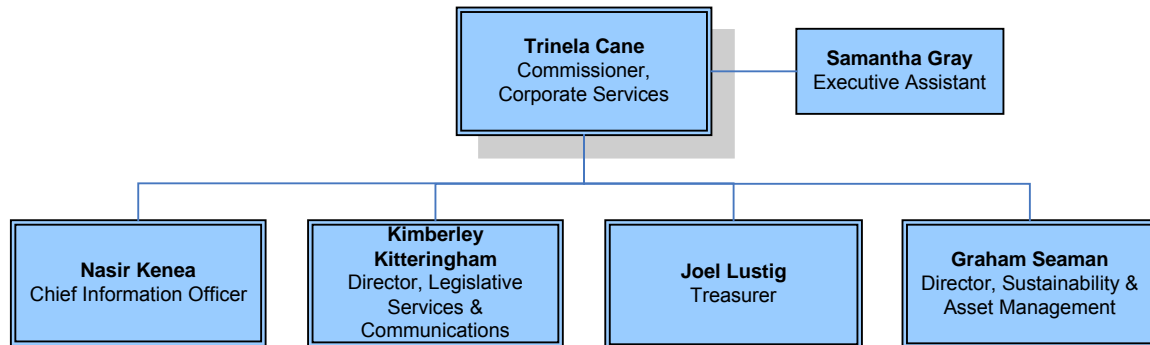 Trinela Cane
Commissioner,
Corporate Services
Samantha Gray
Executive Assistant
Nasir Kenea
Chief Information Officer
Kimberley
Kitteringham
Director, Legislative
Services &
Communications
Joel Lustig
Treasurer
Graham Seaman
Director, Sustainability &
Asset Management